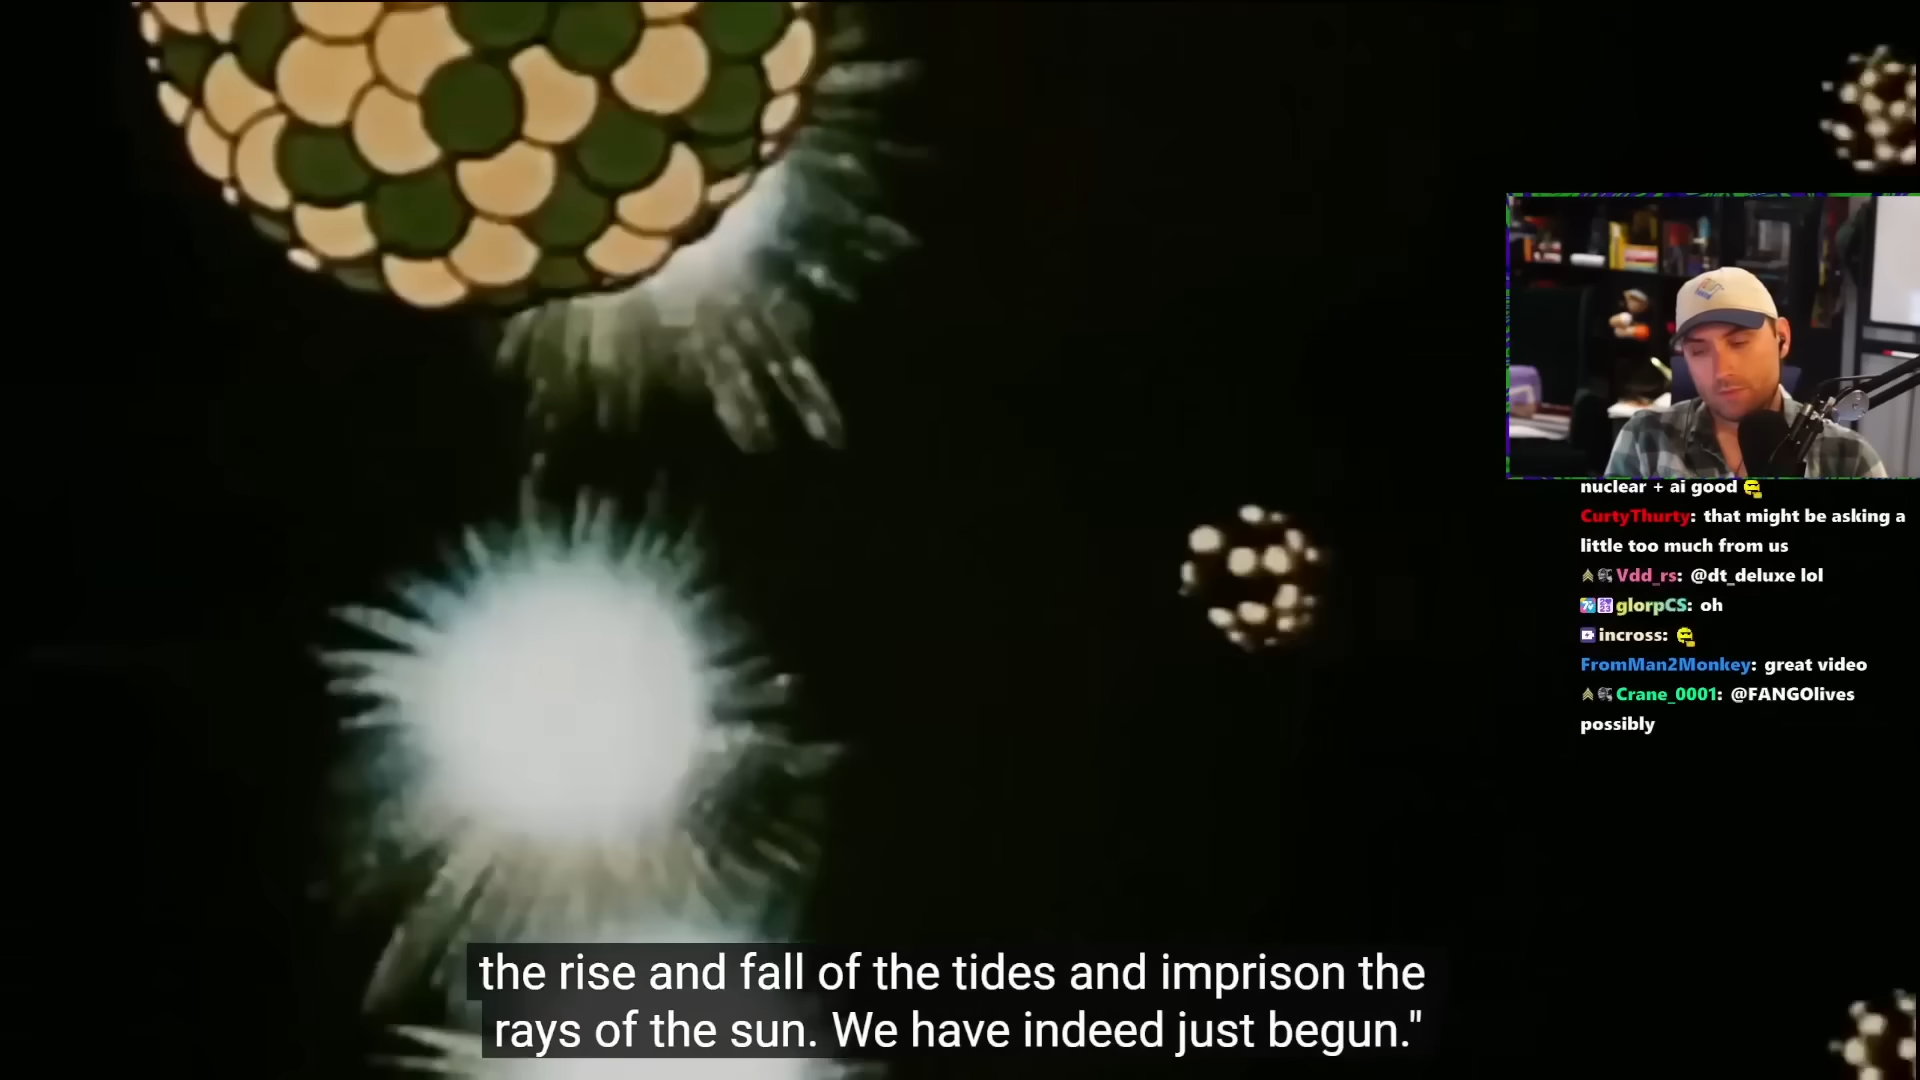 nuclear + ai good
CurtyThurty: that might be asking a
little too much from us
Vdd_rs: @dt_deluxe lol
glorpCS: oh
incross:
FromMan2Monkey: great video
Crane_0001: @FANGOlives
possibly
the rise and fall of the tides and imprison the
rays of the sun. We have indeed just begun."